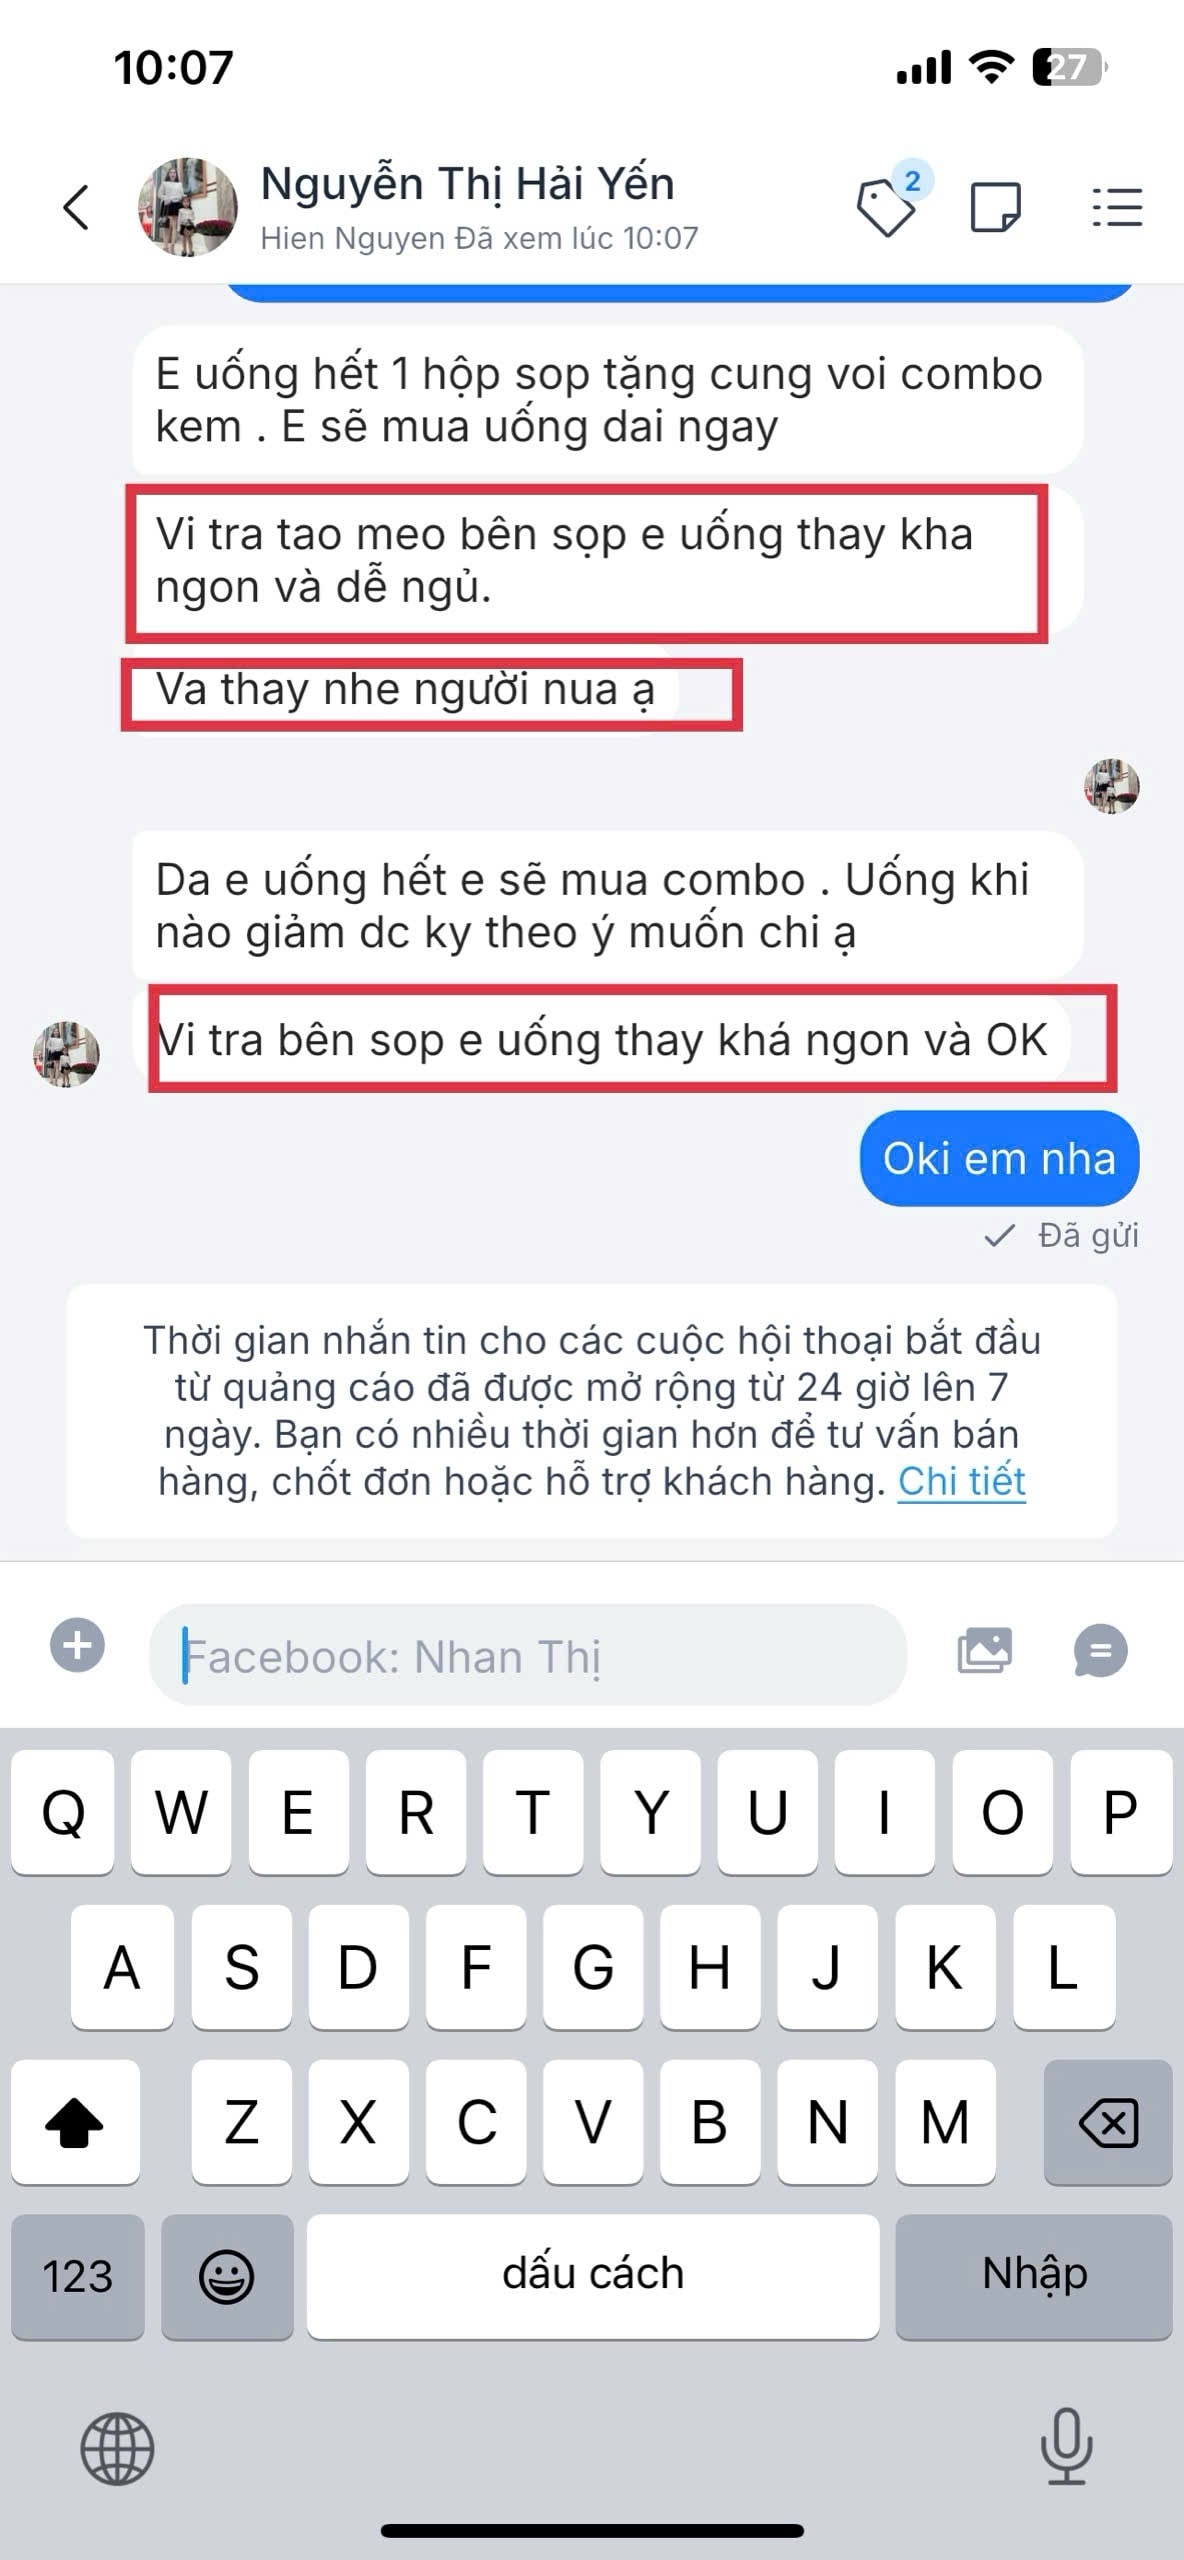 10:07
27
Nguyễn Thị Hải Yến
2
Hien Nguyen Đã xem lúc 10:07
E uống hết 1 hộp sop tặng cung voi combo
kem . E sẽ mua uống dai ngay
Vi tra tao meo bên sọp e uống thay kha
ngon và dễ ngủ.
Va thay nhe người nua ạ
Da e uống hết e sẽ mua combo . Uống khi
nào giảm dc ky theo ý muốn chi ạ
Vi tra bên sop e uống thay khá ngon và OK
Oki em nha
Đã gửi
Thời gian nhắn tin cho các cuộc hội thoại bắt đầu
từ quảng cáo đã được mở rộng từ 24 giờ lên 7
ngày. Bạn có nhiều thời gian hơn để tư vấn bán
hàng, chốt đơn hoặc hỗ trợ khách hàng. Chi tiết
Facebook: Nhan Thị
Q W E R T Y U I O P
A S D F G H J K L
Z X C V B N M
123 dấu cách Nhập